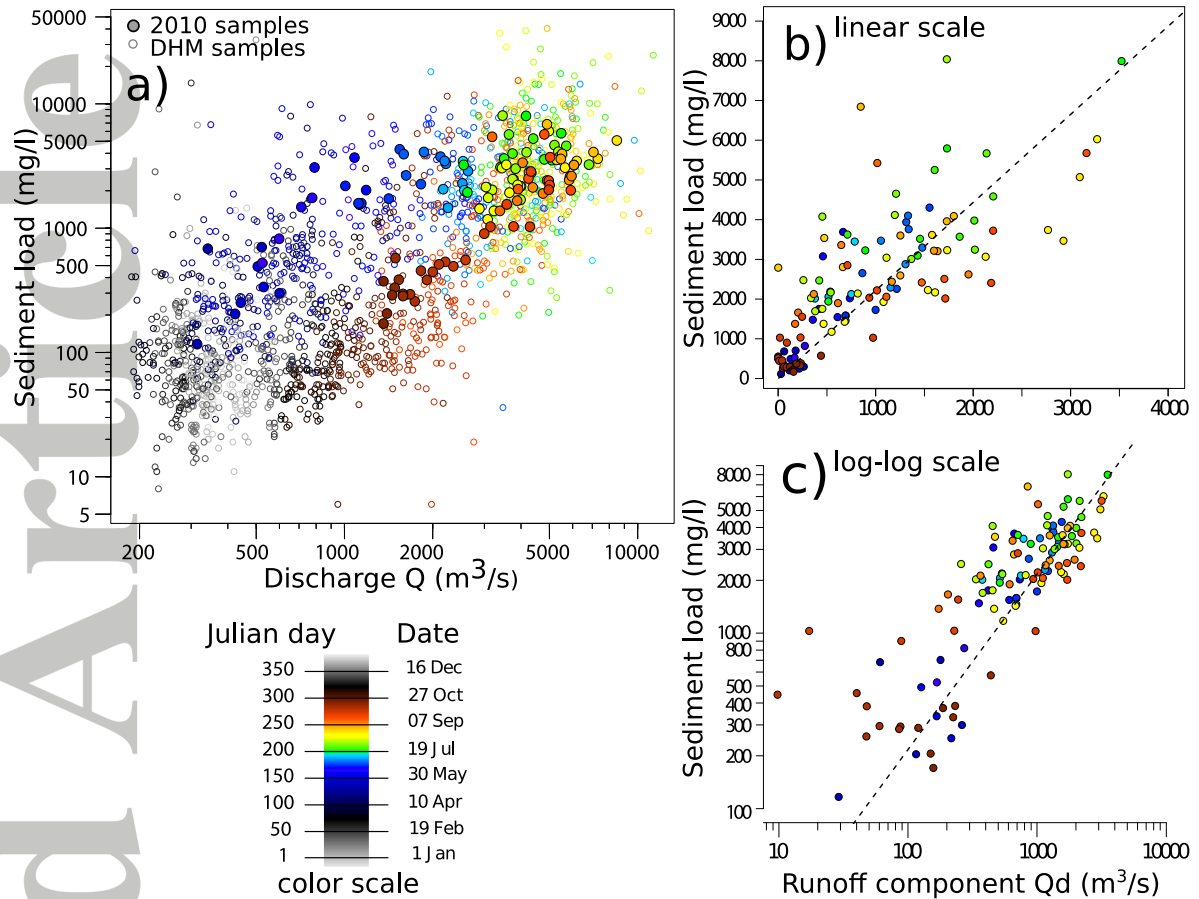 d Article
2010 samples
DHM samples
a)
Sediment load (mg/l)
50000
10000
5000
1000
500
100
50
10
5
200
500
1000
2000
5000
10000
Discharge Q (m³/s)
b) linear scale
Sediment load (mg/l)
9000
8000
7000
6000
5000
4000
3000
2000
1000
0
0
1000
2000
3000
4000
c) log-log scale
Sediment load (mg/l)
8000
5000
4000
3000
2000
1000
800
500
400
300
200
100
10
100
1000
10000
Runoff component Qd (m³/s)
Julian day Date
350 16 Dec
300 27 Oct
250 07 Sep
200 19 Jul
150 30 May
100 10 Apr
50 19 Feb
1 1 Jan
color scale